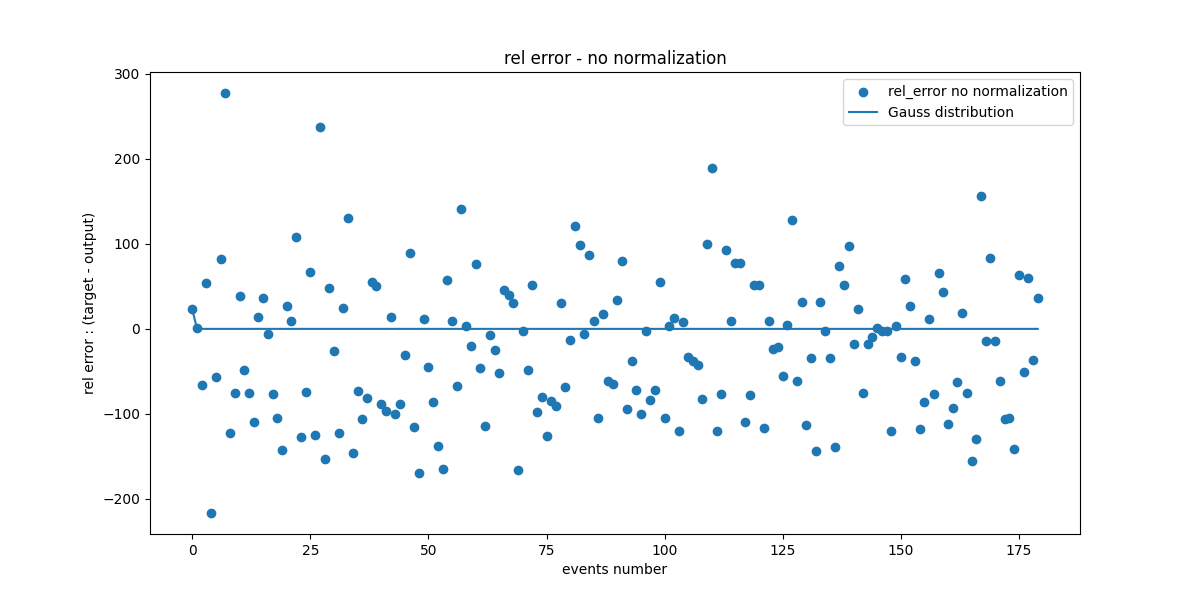 rel error - no normalization
rel_error no normalization
Gauss distribution
rel error : (target - output)
300
200
100
0
−100
−200
0 25 50 75 100 125 150 175
events number